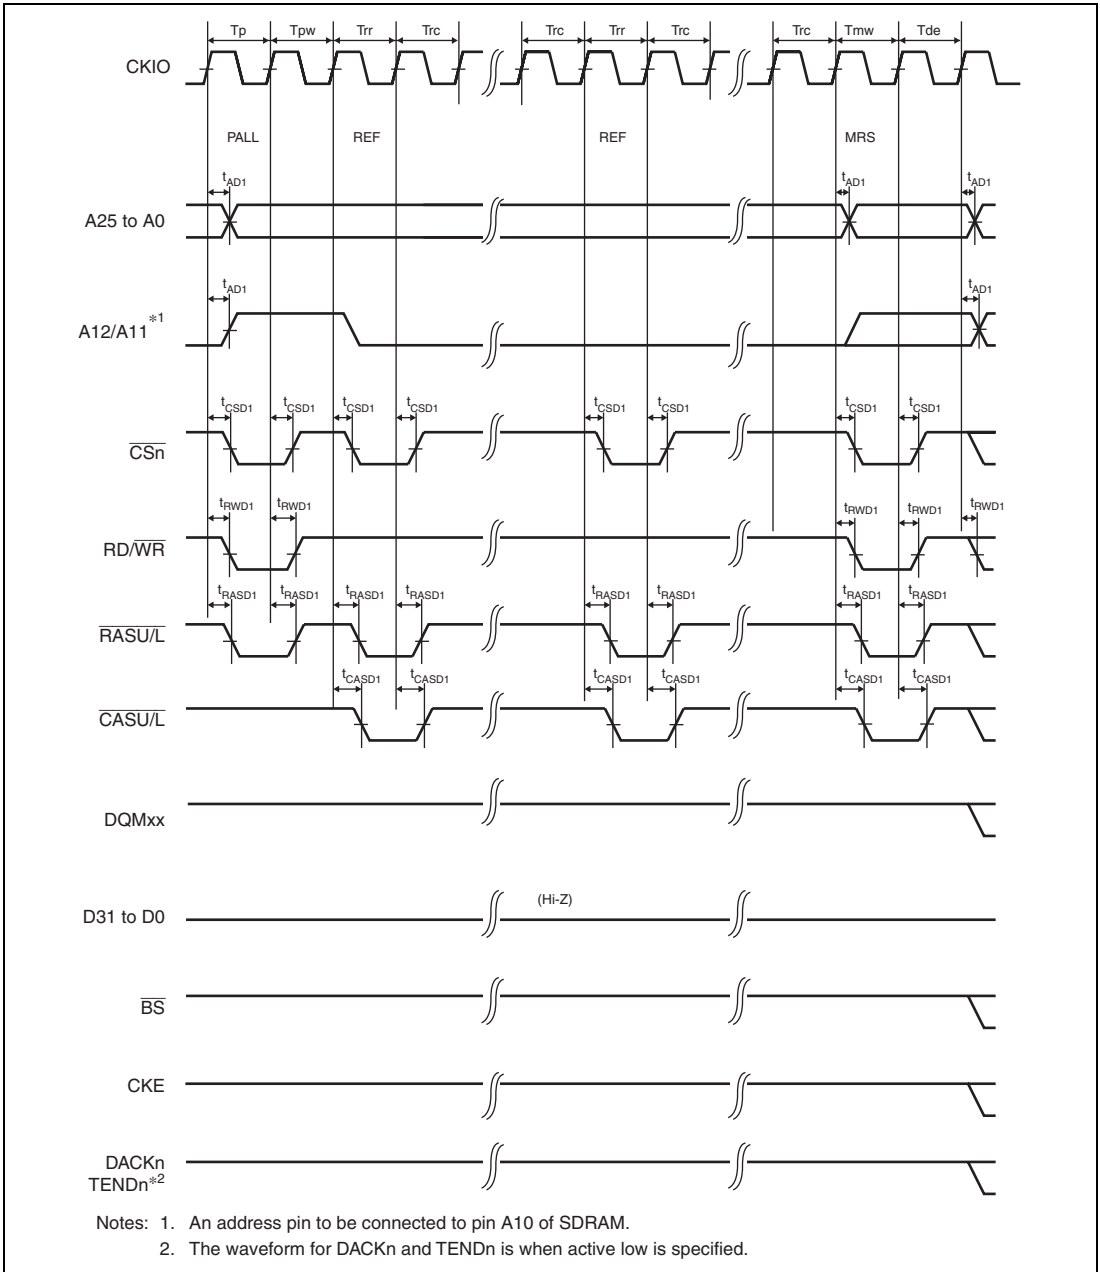 Tp Tpw Trr Trc Trc Trr Trc Trc Tmw Tde
CKIO
PALL REF REF MRS
tAD1 tAD1 tAD1
A25 to A0
tAD1 tAD1
A12/A11*1
tCSD1 tCSD1 tCSD1 tCSD1 tCSD1 tCSD1 tCSD1 tCSD1
CSn
tRWD1 tRWD1 tRWD1 tRWD1 tRWD1
RD/WR
tRASD1 tRASD1 tRASD1 tRASD1 tRASD1 tRASD1 tRASD1 tRASD1
RASU/L
tCASD1 tCASD1 tCASD1 tCASD1 tCASD1 tCASD1
CASU/L
DQMxx
(Hi-Z)
D31 to D0
BS
CKE
DACKn
TENDn*2
Notes: 1. An address pin to be connected to pin A10 of SDRAM.
2. The waveform for DACKn and TENDn is when active low is specified.